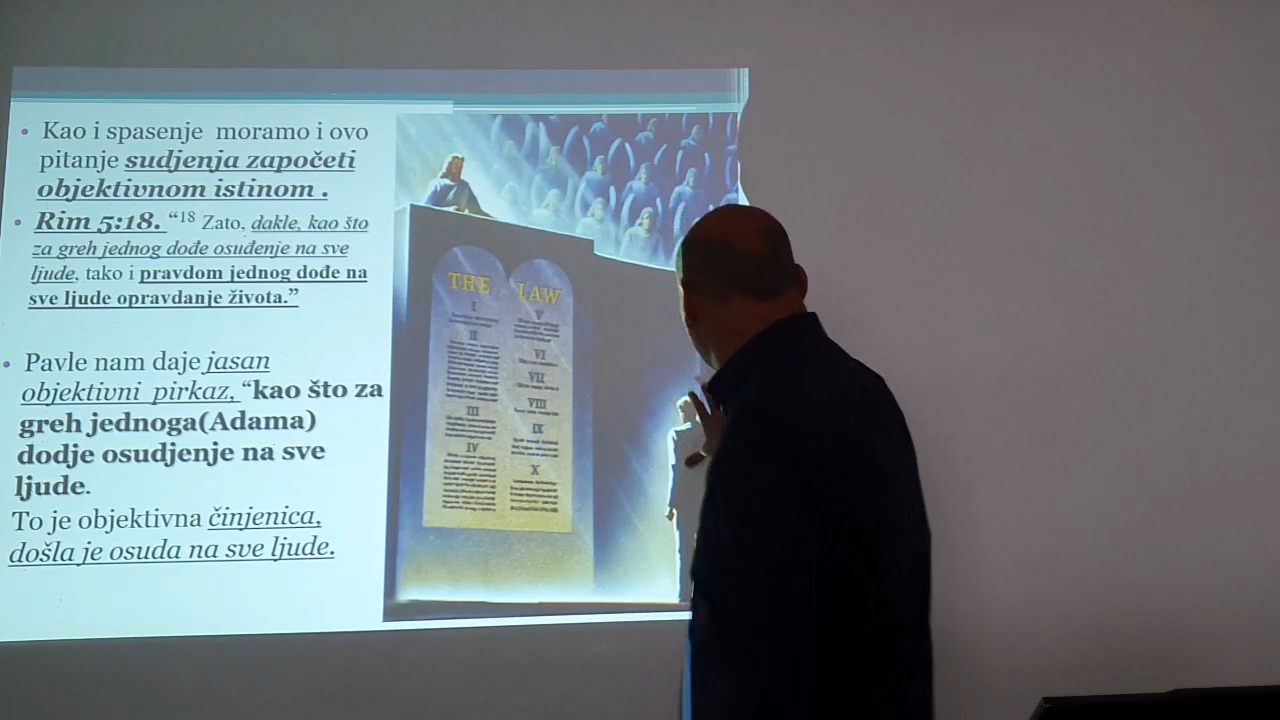 • Kao i spasenje moramo i ovo
pitanje sudjenja započeti
objektivnom istinom .
• Rim 5:18. “18 Zato, dakle, kao što
za greh jednog dođe osuđenje na sve
ljude, tako i pravdom jednog dođe na
sve ljude opravdanje života.”
• Pavle nam daje jasan
objektivni pirkaz, “kao što za
greh jednoga(Adama)
dodje osudjenje na sve
ljude.
To je objektivna činjenica,
došla je osuda na sve ljude.
THE LAW
I
II
III
IV
V
VI
VII
VIII
IX
X